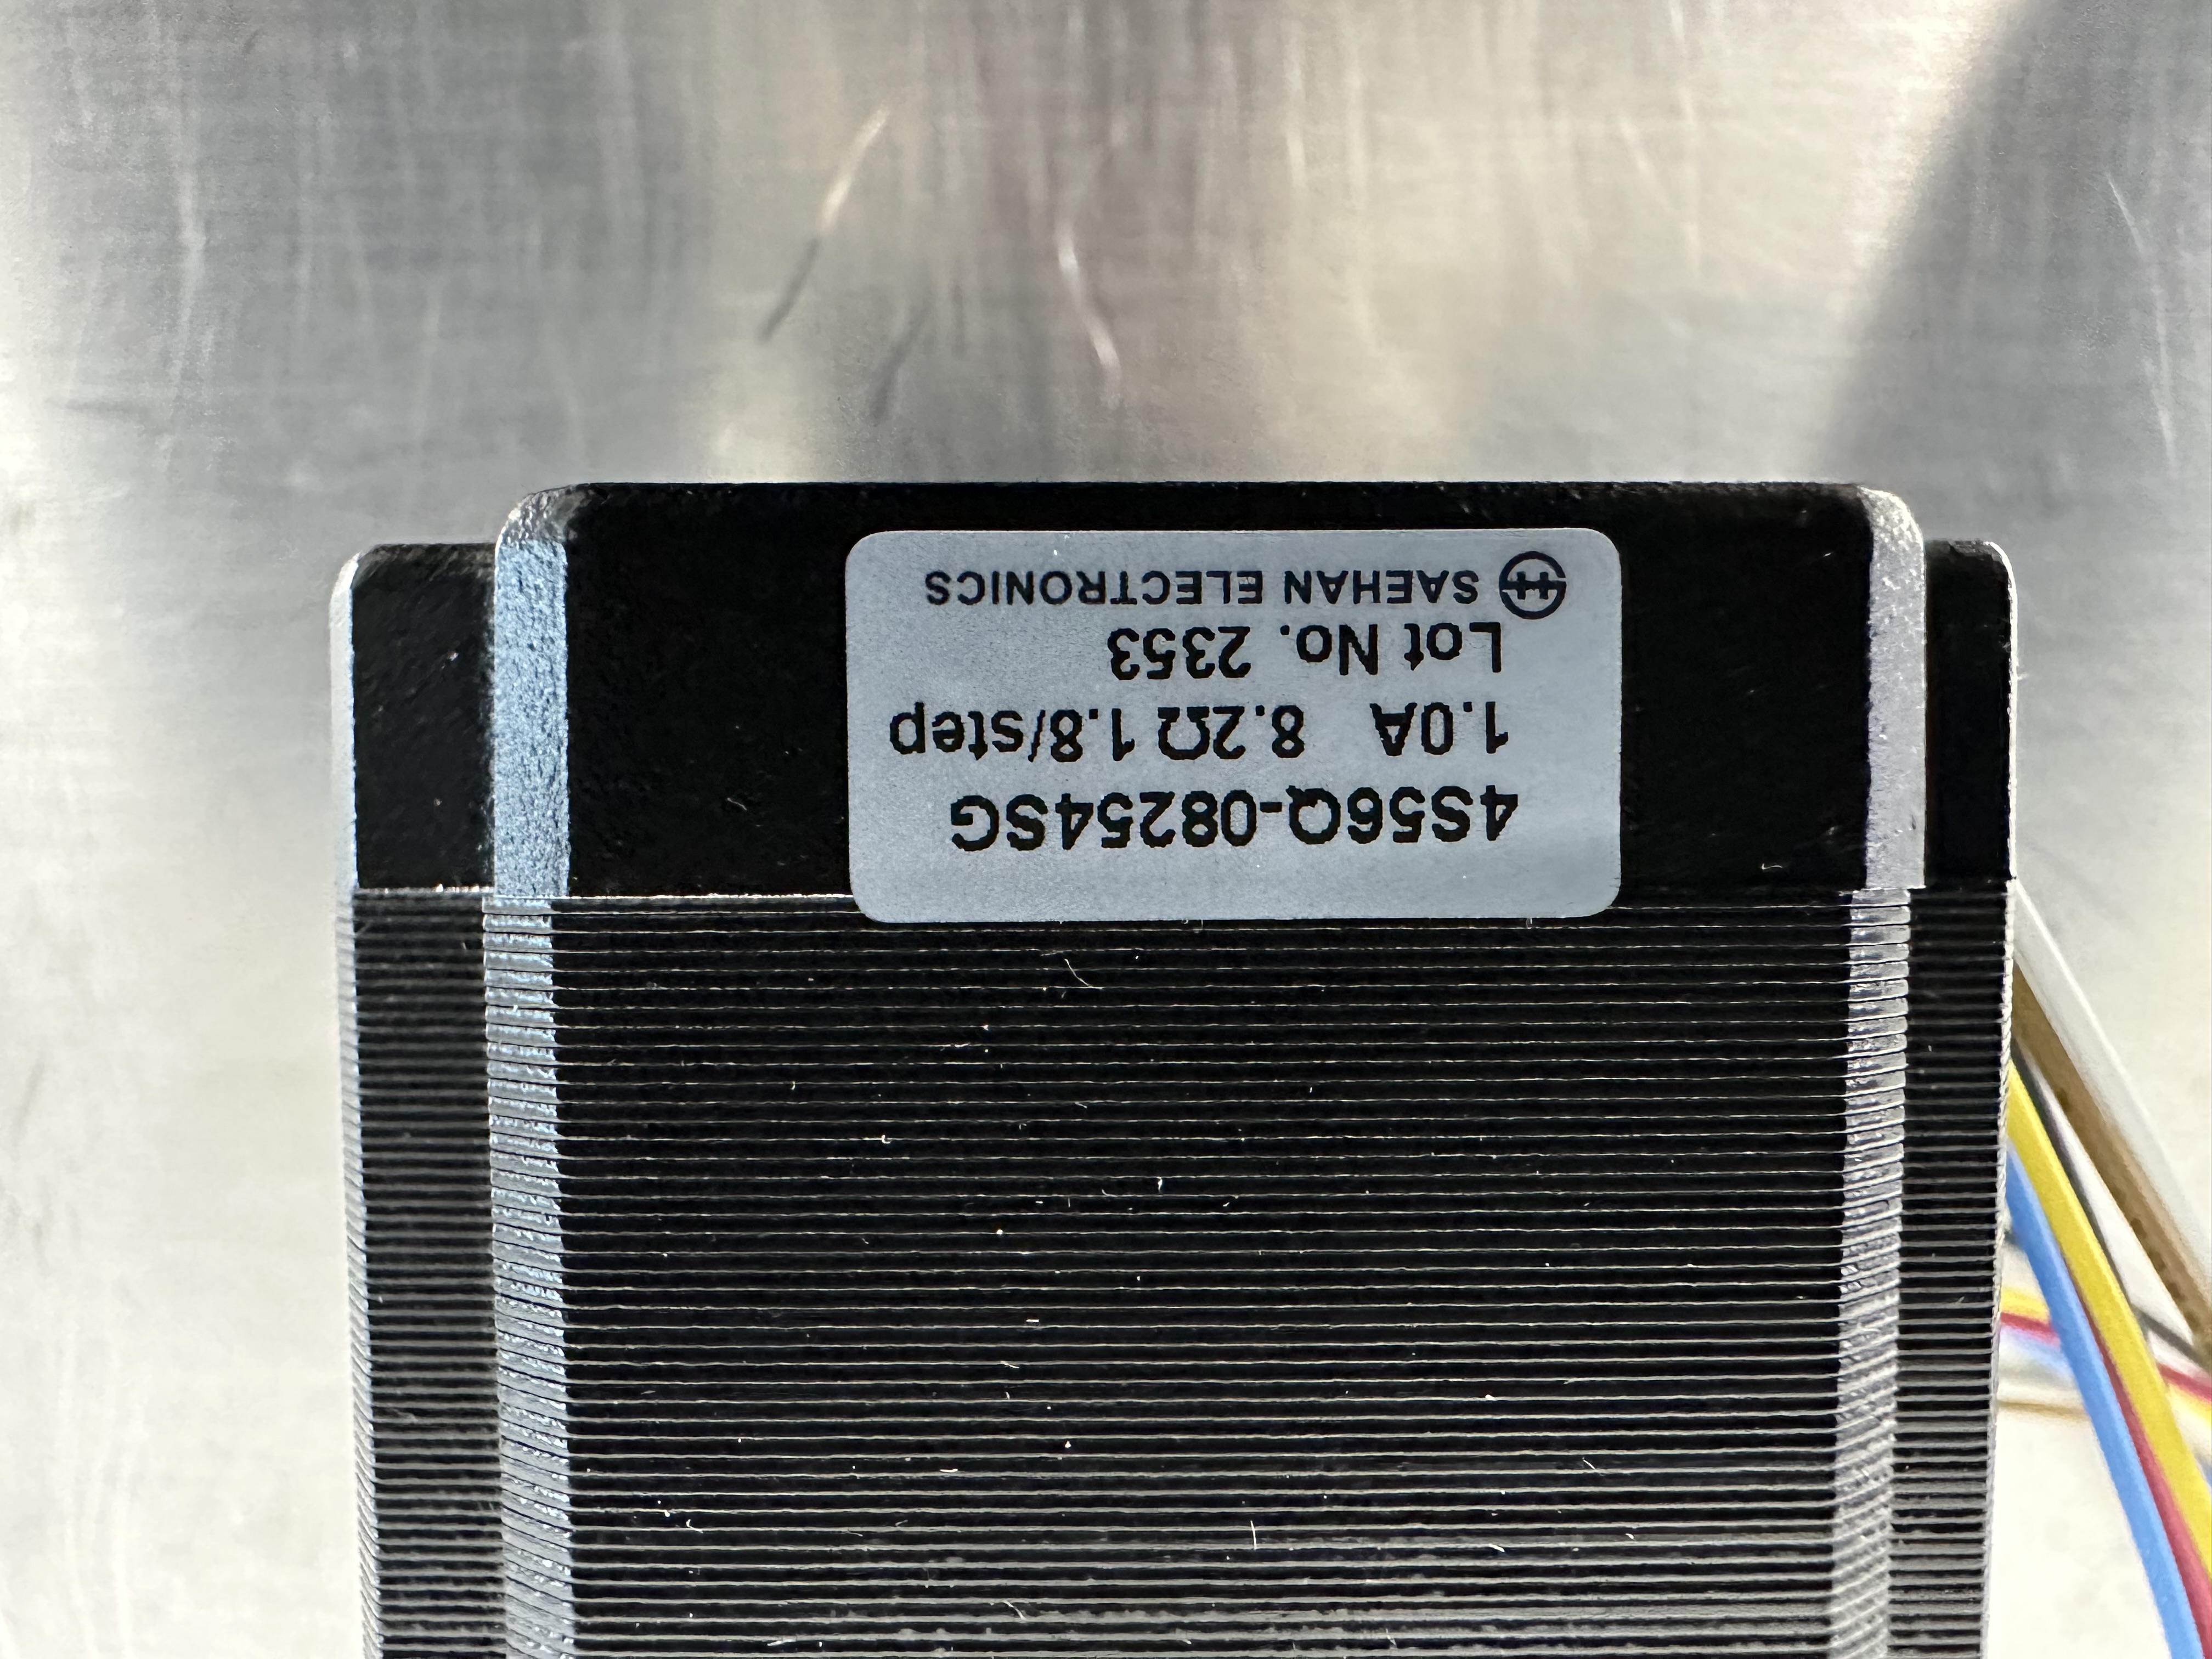 4S56Q-08254SG
1.0A 8.2Ω 1.8/step
Lot No. 2353
SAEHAN ELECTRONICS